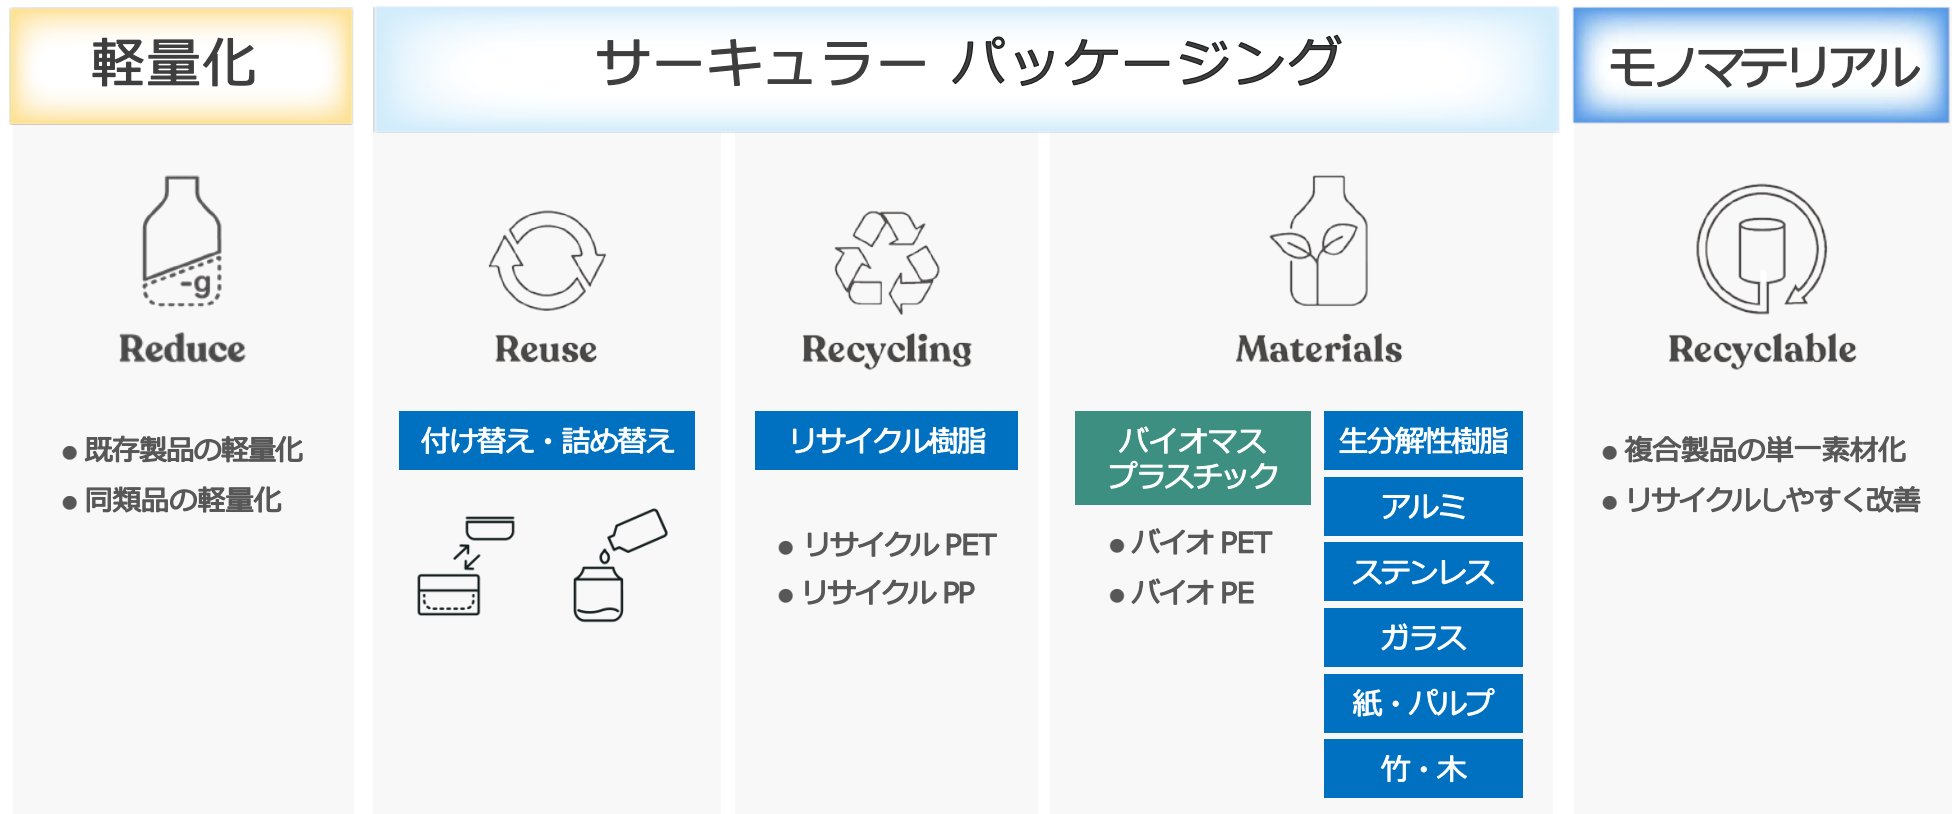 軽量化
サーキュラー パッケージング
モノマテリアル
-g
Reduce
Reuse
Recycling
Materials
Recyclable
● 既存製品の軽量化
● 同類品の軽量化
付け替え・詰め替え
リサイクル樹脂
● リサイクル PET
● リサイクル PP
バイオマス
プラスチック
● バイオ PET
● バイオ PE
生分解性樹脂
アルミ
ステンレス
ガラス
紙・パルプ
竹・木
● 複合製品の単一素材化
● リサイクルしやすく改善